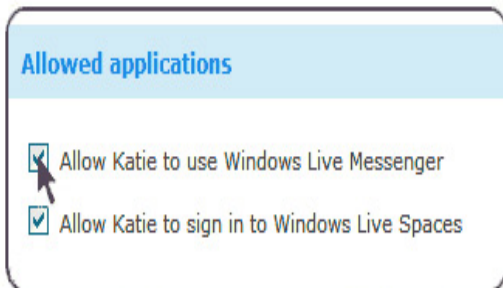 Allowed applications
Allow Katie to use Windows Live Messenger
Allow Katie to sign in to Windows Live Spaces